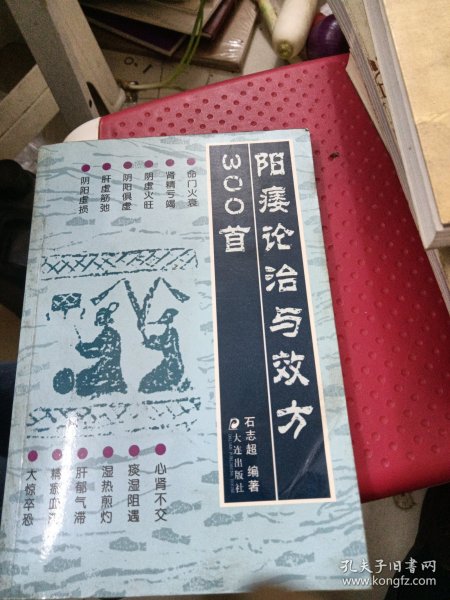 阳痿论治与效方
300首
石志超 编著
大连出版社
命门火衰
肾精亏竭
阴虚火旺
阴阳俱虚
肝虚筋弛
阴阳虚损
心肾不交
痰湿阻遏
湿热煎灼
肝郁气滞
大惊卒恐
孔夫子旧书网
www.kongfz.com